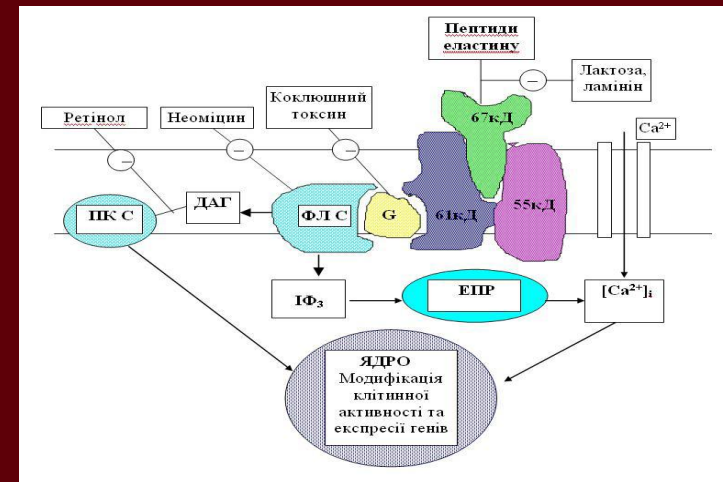 Пептиди
еластину
Лактоза,
ламінін
Коклюшний
токсин
Ретінол
Неоміцин
67кД
Ca²⁺
ПК С
ДАГ
ФЛ С
G
61кД
55кД
ІФ₃
ЕПР
[Ca²⁺]i
ЯДРО
Модифікація
клітинної
активності та
експресії генів